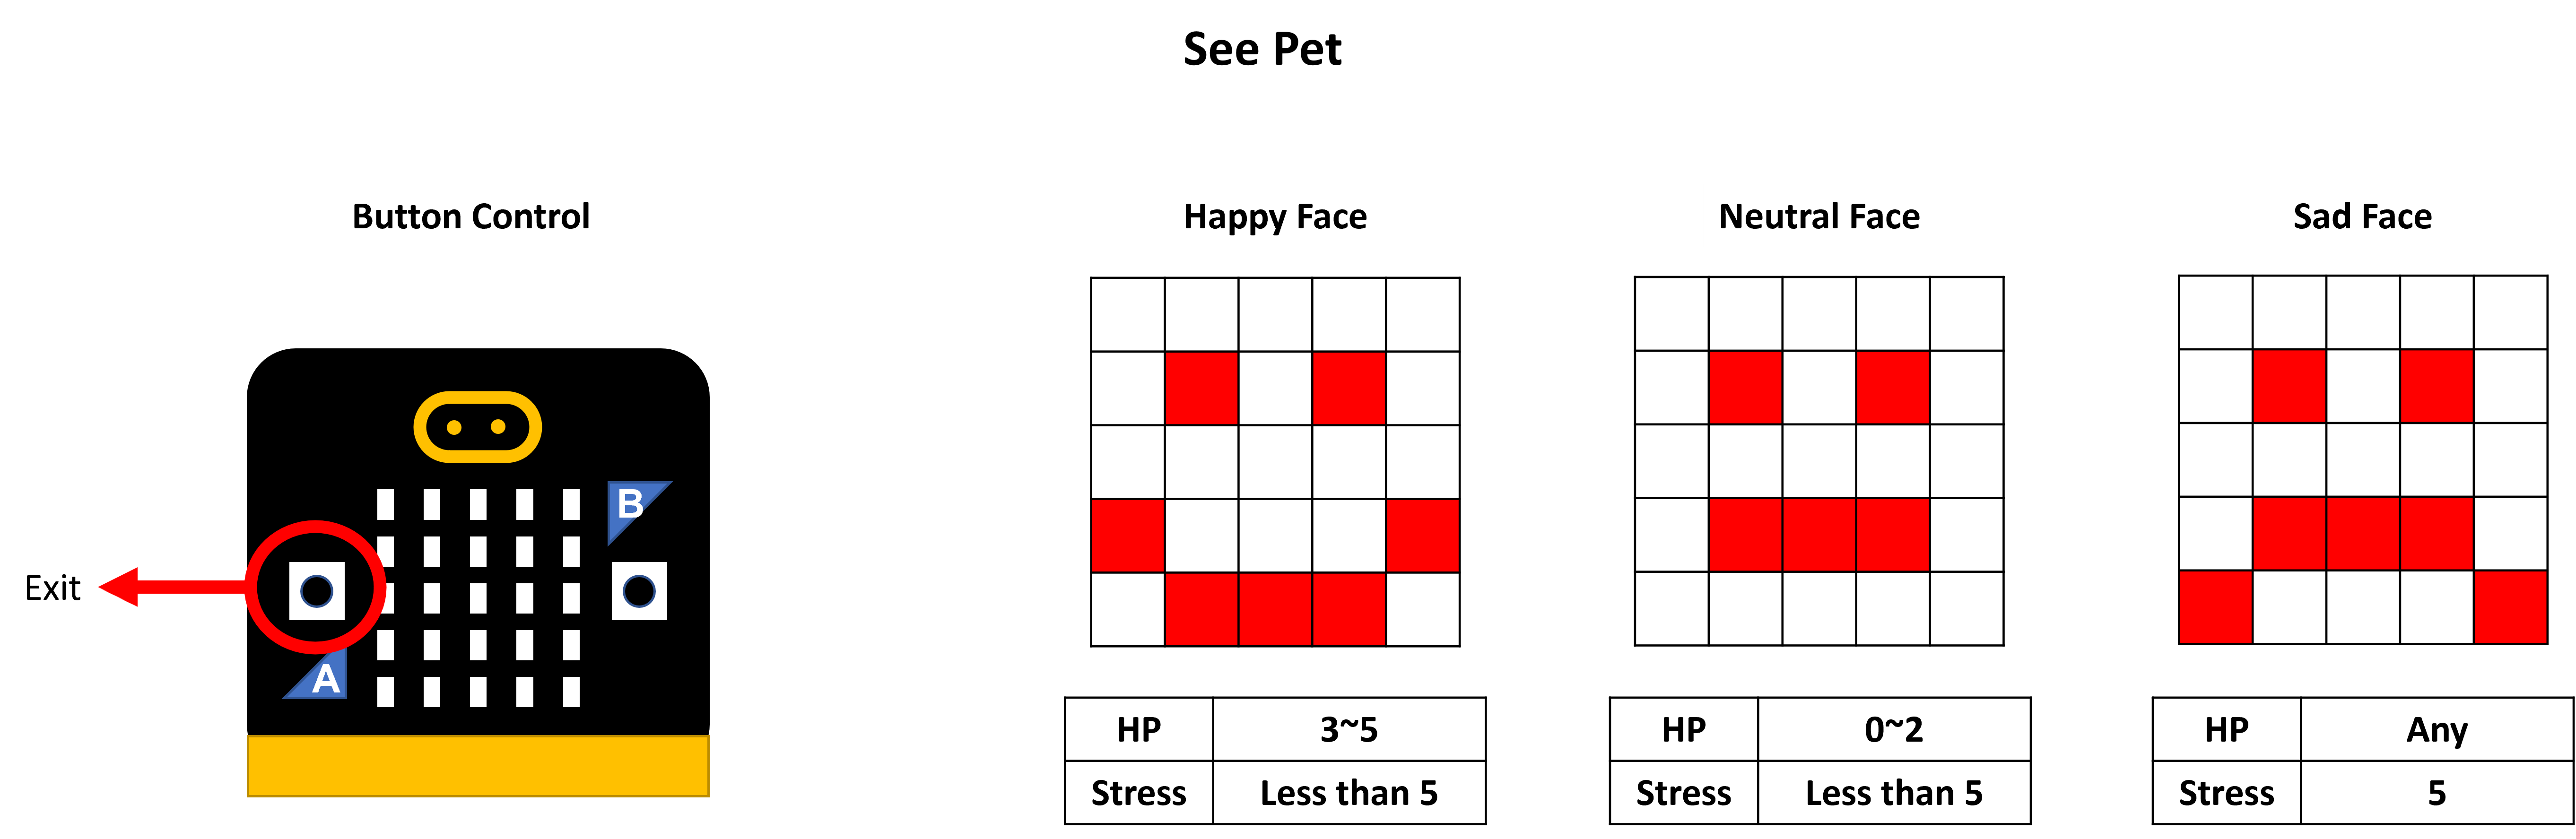 See Pet
Button Control
Exit
A
B
Happy Face
HP 3~5
Stress Less than 5
Neutral Face
HP 0~2
Stress Less than 5
Sad Face
HP Any
Stress 5